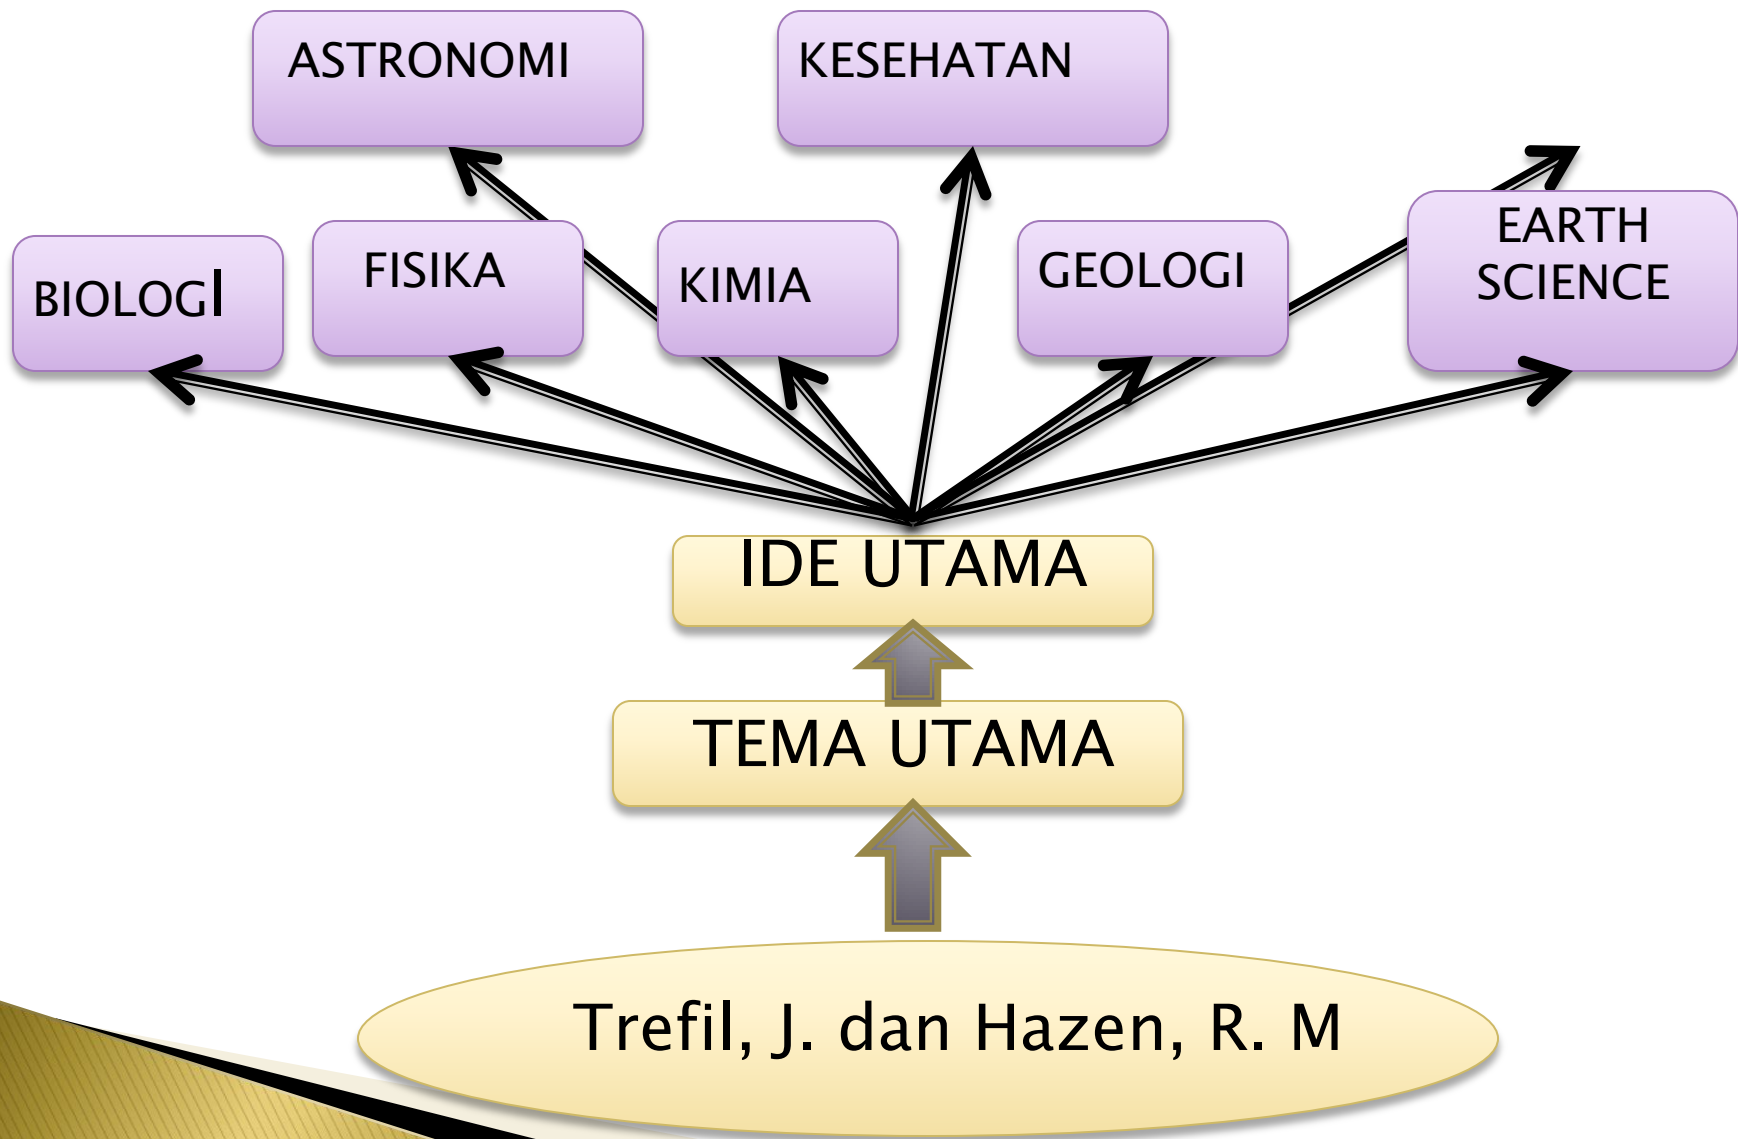 ASTRONOMI
KESEHATAN
BIOLOGI
FISIKA
KIMIA
GEOLOGI
EARTH
SCIENCE
IDE UTAMA
TEMA UTAMA
Trefil, J. dan Hazen, R. M